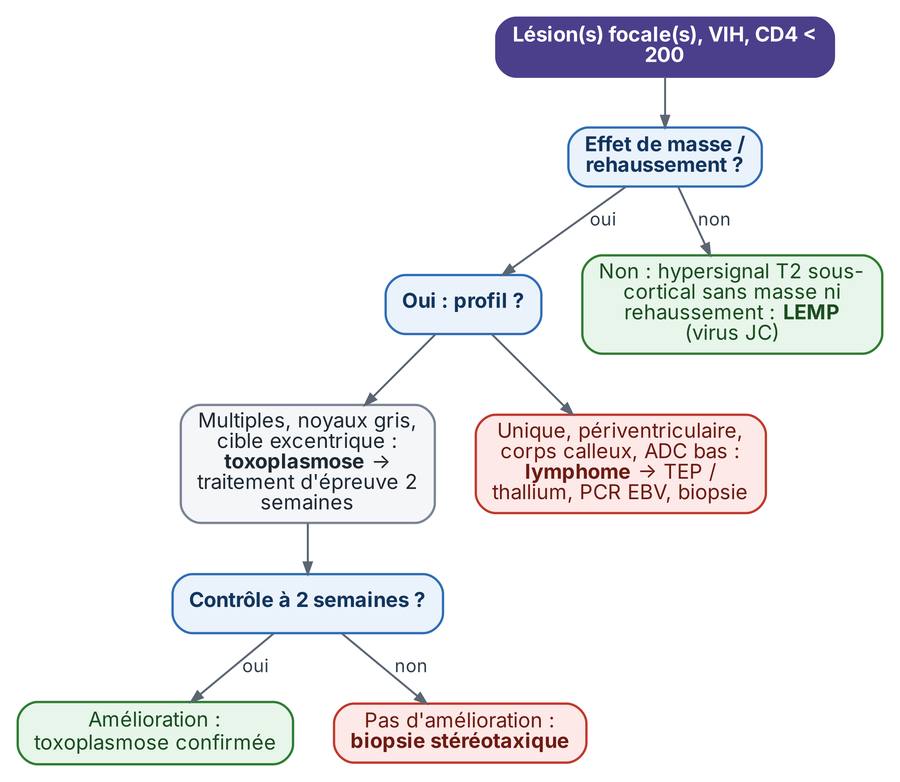 Lésion(s) focale(s), VIH, CD4 <
200
Effet de masse /
rehaussement ?
oui
non
Non : hypersignal T2 sous-
cortical sans masse ni
rehaussement : LEMP
(virus JC)
Oui : profil ?
Multiples, noyaux gris,
cible excentrique :
toxoplasmose →
traitement d'épreuve 2
semaines
Unique, périventriculaire,
corps calleux, ADC bas :
lymphome → TEP /
thallium, PCR EBV, biopsie
Contrôle à 2 semaines ?
oui
non
Amélioration :
toxoplasmose confirmée
Pas d'amélioration :
biopsie stéréotaxique